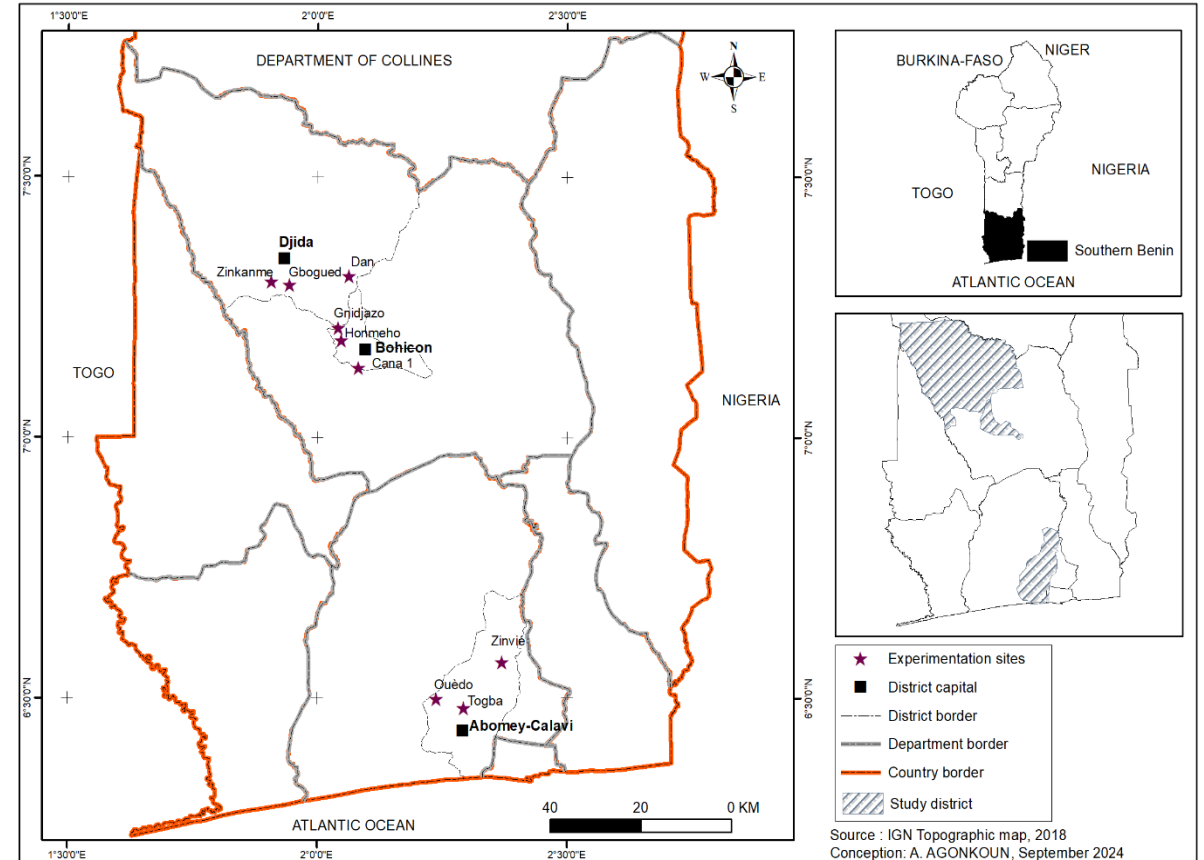 1°30'0"E
2°0'0"E
2°30'0"E
DEPARTMENT OF COLLINES
N
W
E
S
7°30'0"N
7°30'0"N
Djida
Zinkanme
Gbogued
Dan
Gnidjazo
Honmeho
Bohicon
Cana 1
TOGO
NIGERIA
7°0'0"N
7°0'0"N
Zinvié
Ouèdo
Togba
Abomey-Calavi
6°30'0"N
6°30'0"N
40
20
0 KM
ATLANTIC OCEAN
1°30'0"E
2°0'0"E
2°30'0"E
BURKINA-FASO
NIGER
NIGERIA
TOGO
Southern Benin
ATLANTIC OCEAN
Experimentation sites
District capital
District border
Department border
Country border
Study district
Source : IGN Topographic map, 2018
Conception: A. AGONKOUN, September 2024